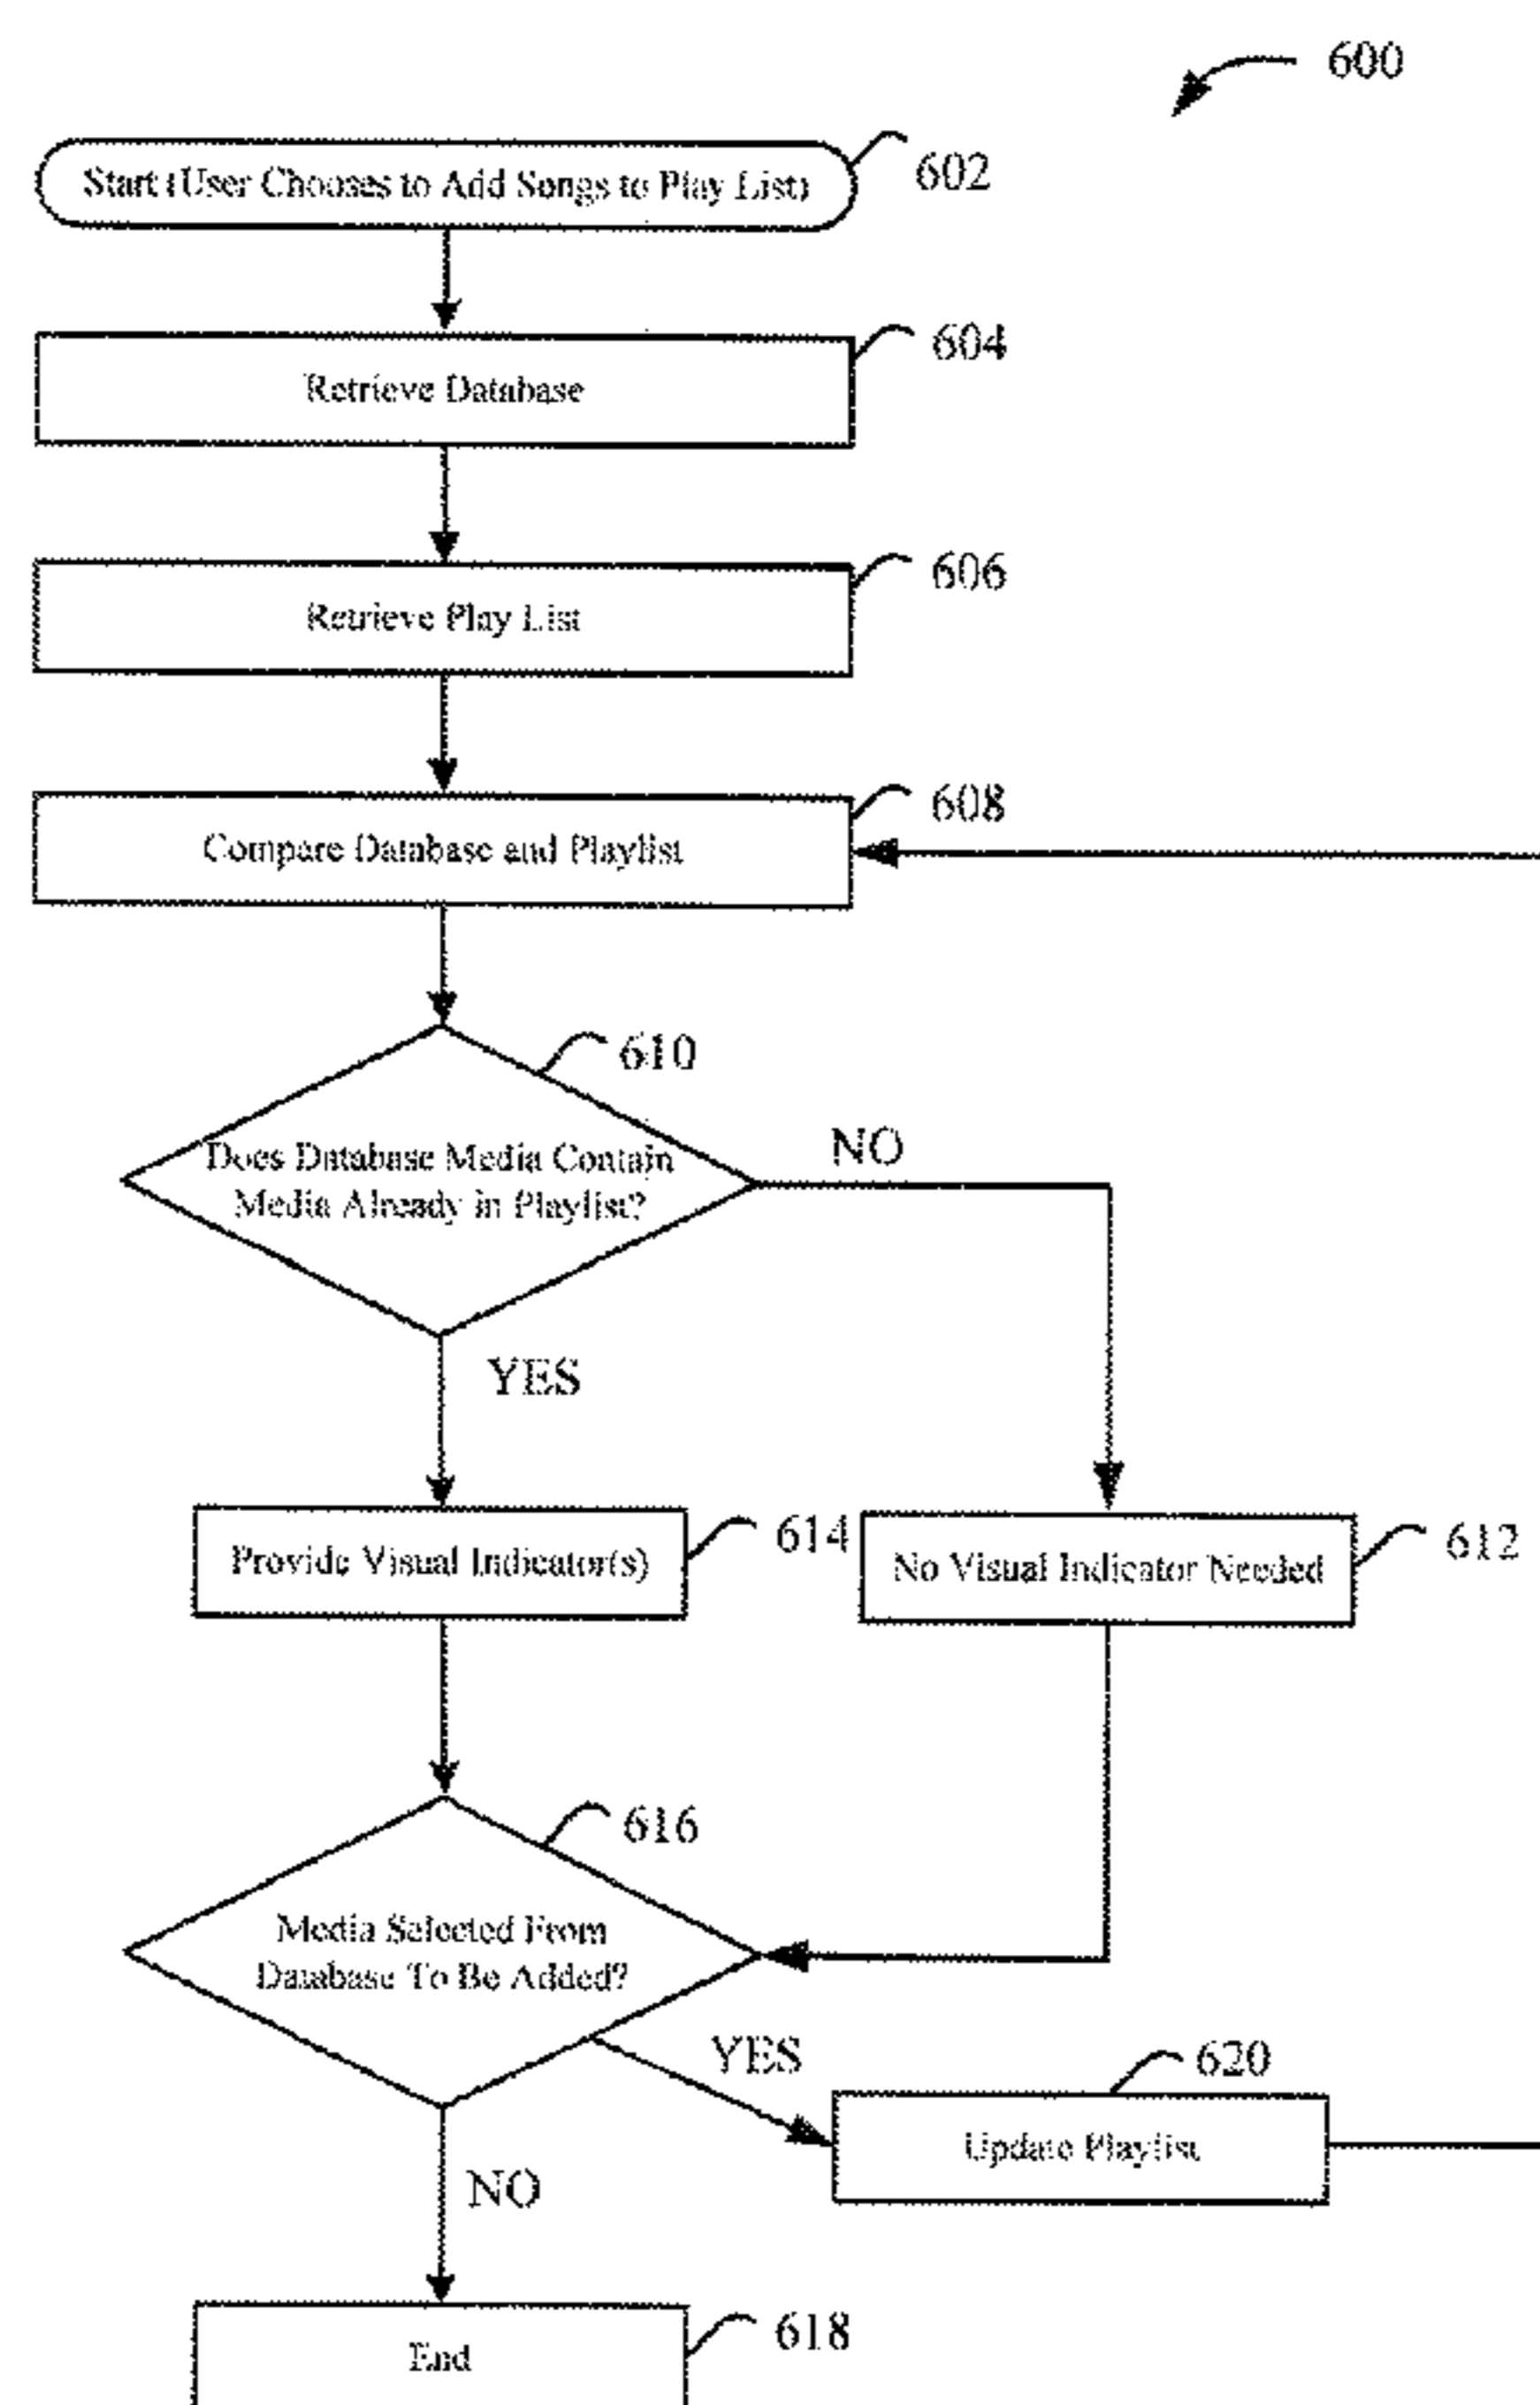 600
Start (User Chooses to Add Songs to Play List)
602
604
Retrieve Database
606
Retrieve Play List
608
Compare Database and Playlist
610
Does Database Media Contain
Media Already in Playlist?
NO
YES
Provide Visual Indicator(s)
614
No Visual Indicator Needed
612
616
Media Selected From
Database To Be Added?
YES
620
Update Playlist
NO
End
618